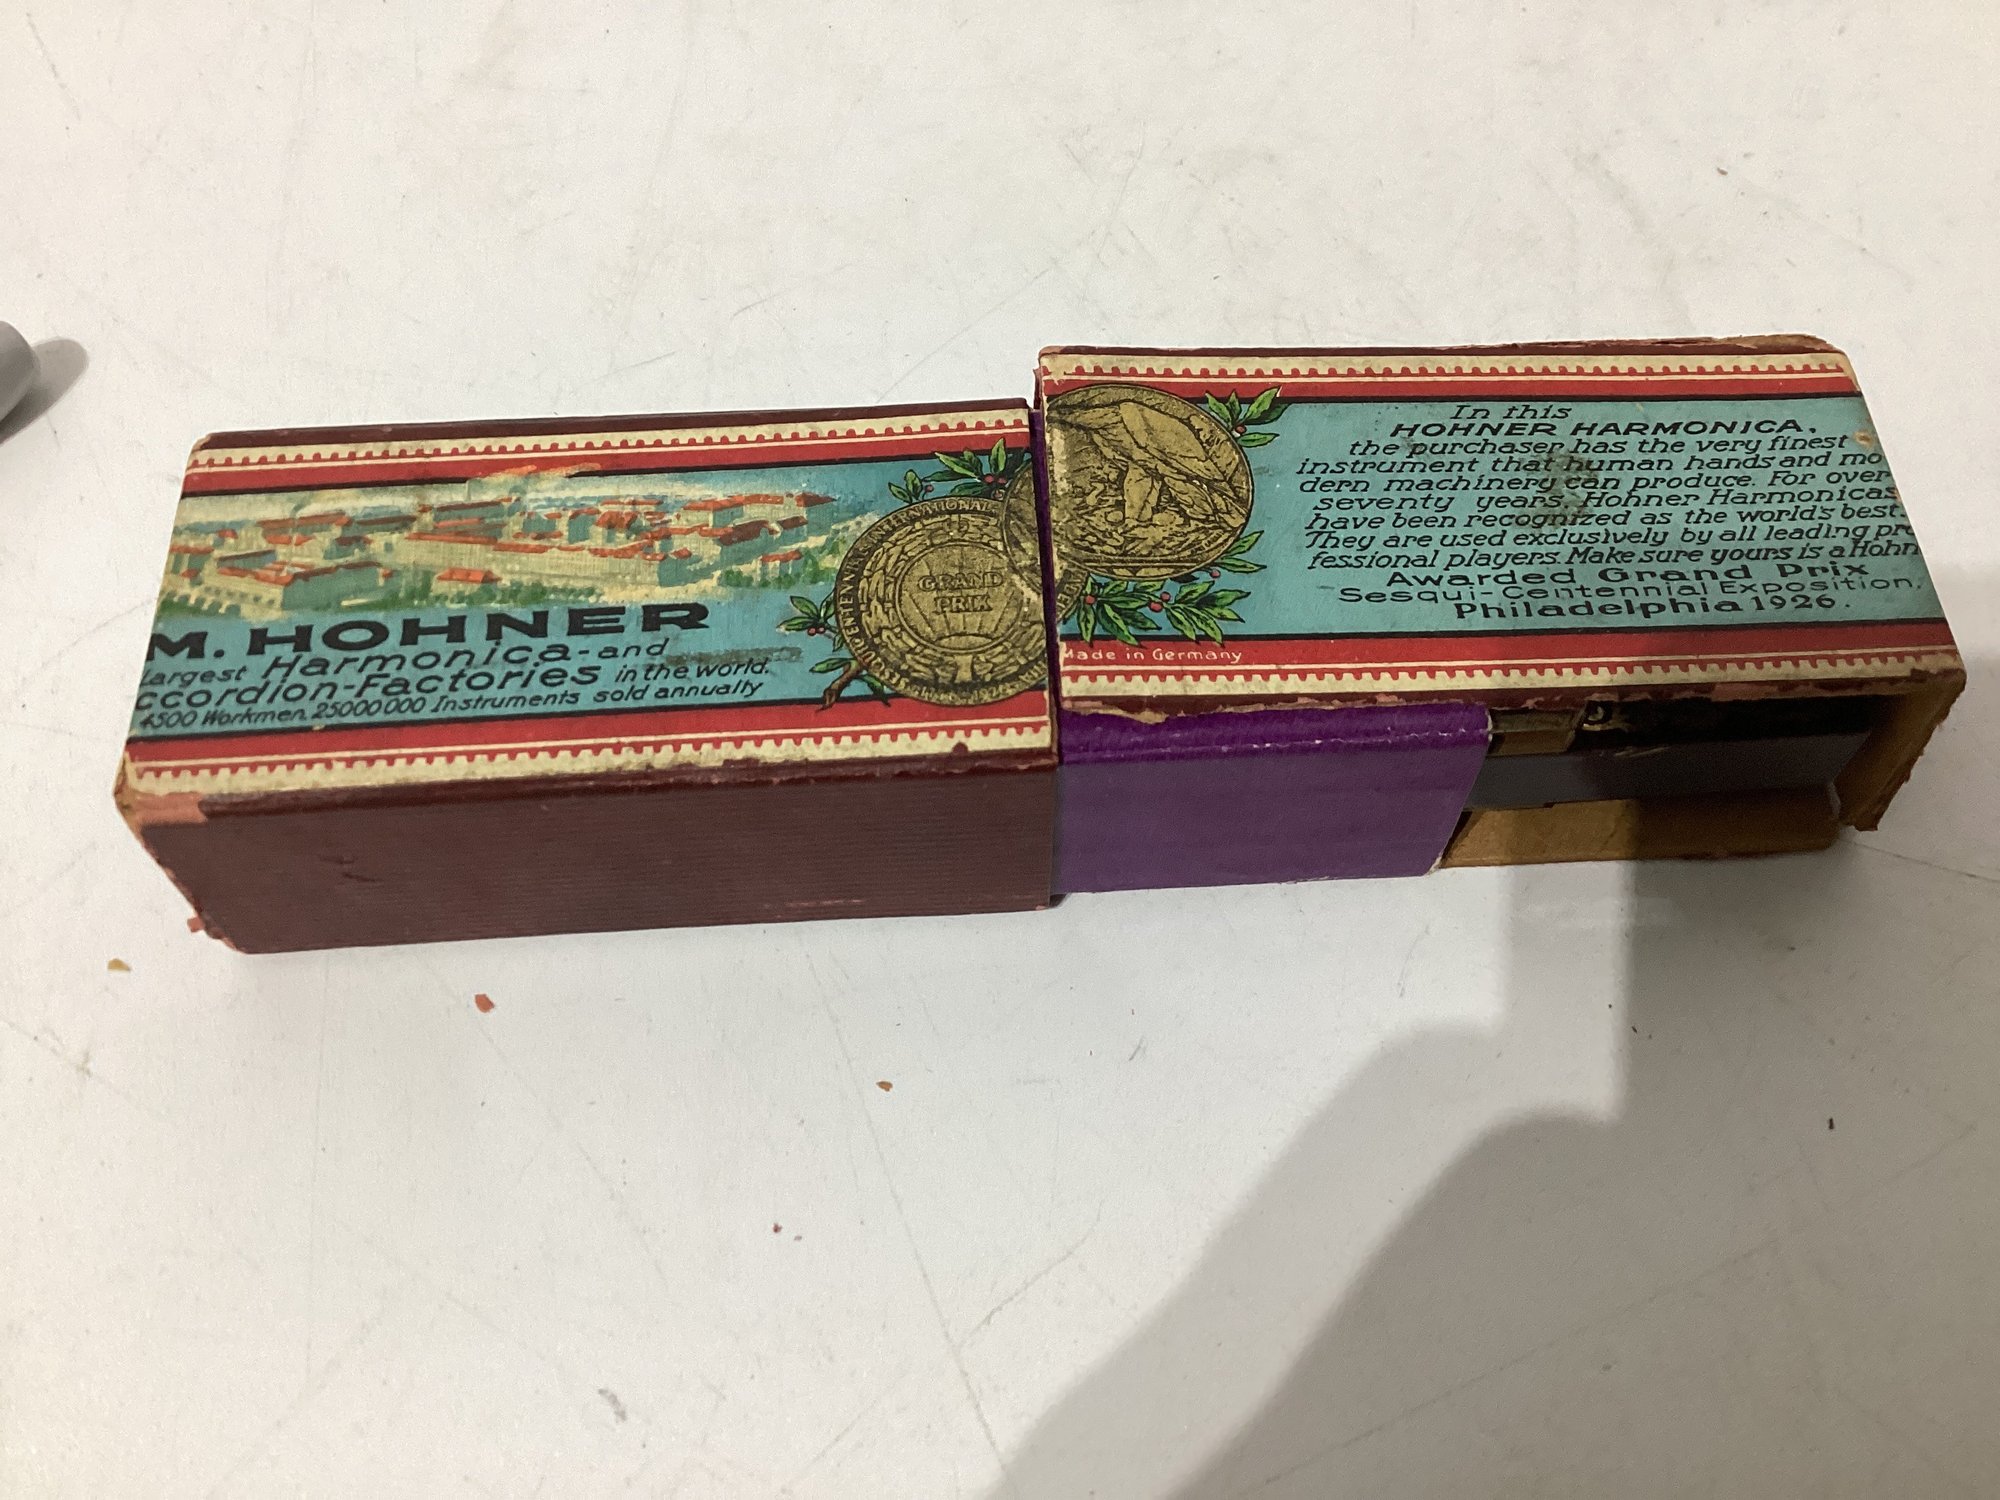 M. HOHNER
Largest Harmonica- and
ccordion-Factories in the world.
4500 Workmen. 25000000 Instruments sold annually
INTERNATIONAL
GRAND
PRIX
In this
HOHNER HARMONICA,
the purchaser has the very finest
instrument that human hands and mo
dern machinery can produce. For over
seventy years Hohner Harmonicas
have been recognized as the world's best.
They are used exclusively by all leading pr
fessional players. Make sure yours is a Hohn
Awarded Grand Prix
Sesqui-Centennial Exposition,
Philadelphia 1926.
Made in Germany